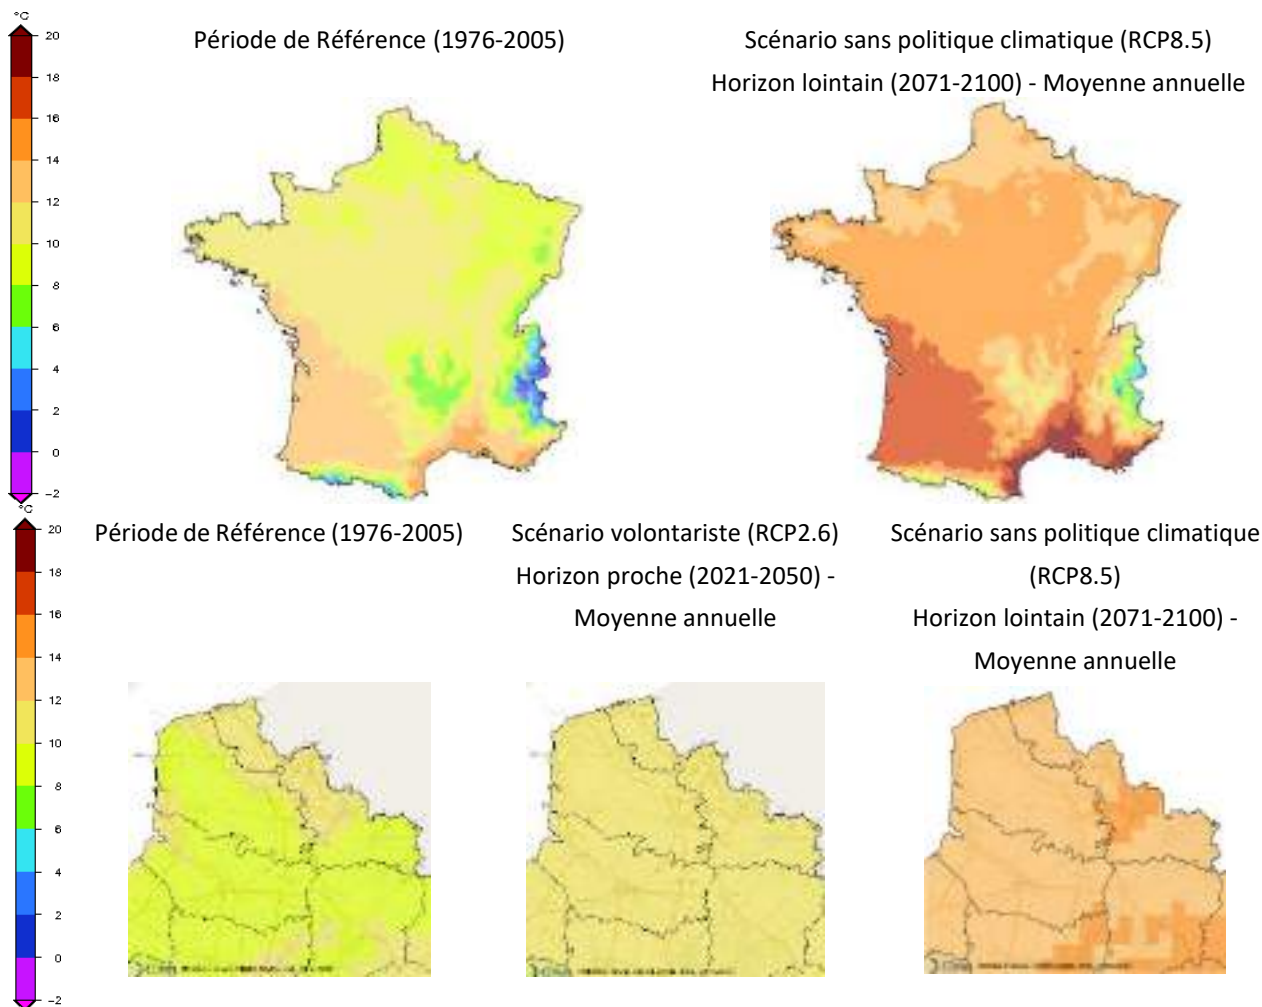 °C
20
18
16
14
12
10
8
6
4
2
0
-2
Période de Référence (1976-2005)
Scénario sans politique climatique (RCP8.5)
Horizon lointain (2071-2100) - Moyenne annuelle
°C
20
18
16
14
12
10
8
6
4
2
0
-2
Période de Référence (1976-2005)
Scénario volontariste (RCP2.6)
Horizon proche (2021-2050) -
Moyenne annuelle
Scénario sans politique climatique
(RCP8.5)
Horizon lointain (2071-2100) -
Moyenne annuelle